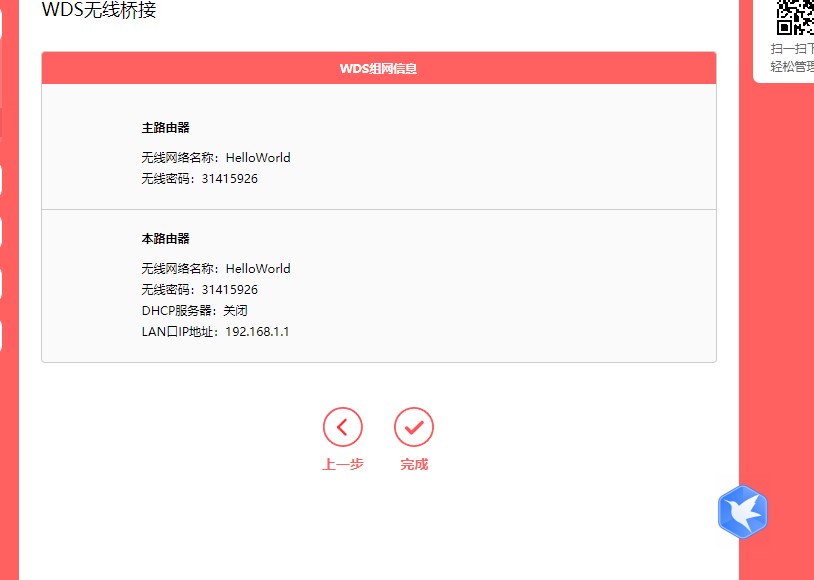 WDS无线桥接
扫一扫下
轻松管理
WDS组网信息
主路由器
无线网络名称：HelloWorld
无线密码：31415926
本路由器
无线网络名称：HelloWorld
无线密码：31415926
DHCP服务器：关闭
LAN口IP地址：192.168.1.1
上一步
完成